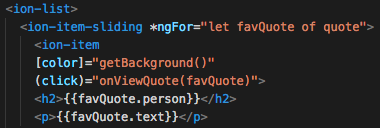 <ion-list>
<ion-item-sliding *ngFor="let favQuote of quote">
<ion-item
[color]="getBackground()"
(click)="onViewQuote(favQuote)">
<h2>{{favQuote.person}}</h2>
<p>{{favQuote.text}}</p>